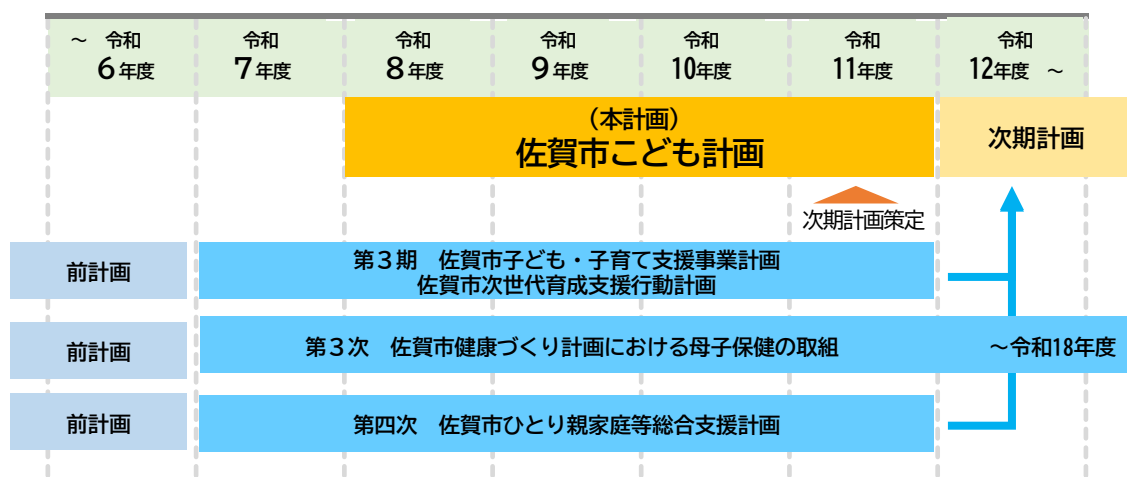 ～ 令和
６年度
令和
７年度
令和
８年度
令和
９年度
令和
10年度
令和
11年度
令和
12年度 ～
（本計画）
佐賀市こども計画
次期計画
次期計画策定
前計画
第３期　佐賀市子ども・子育て支援事業計画
佐賀市次世代育成支援行動計画
前計画
第３次　佐賀市健康づくり計画における母子保健の取組
～令和18年度
前計画
第四次　佐賀市ひとり親家庭等総合支援計画